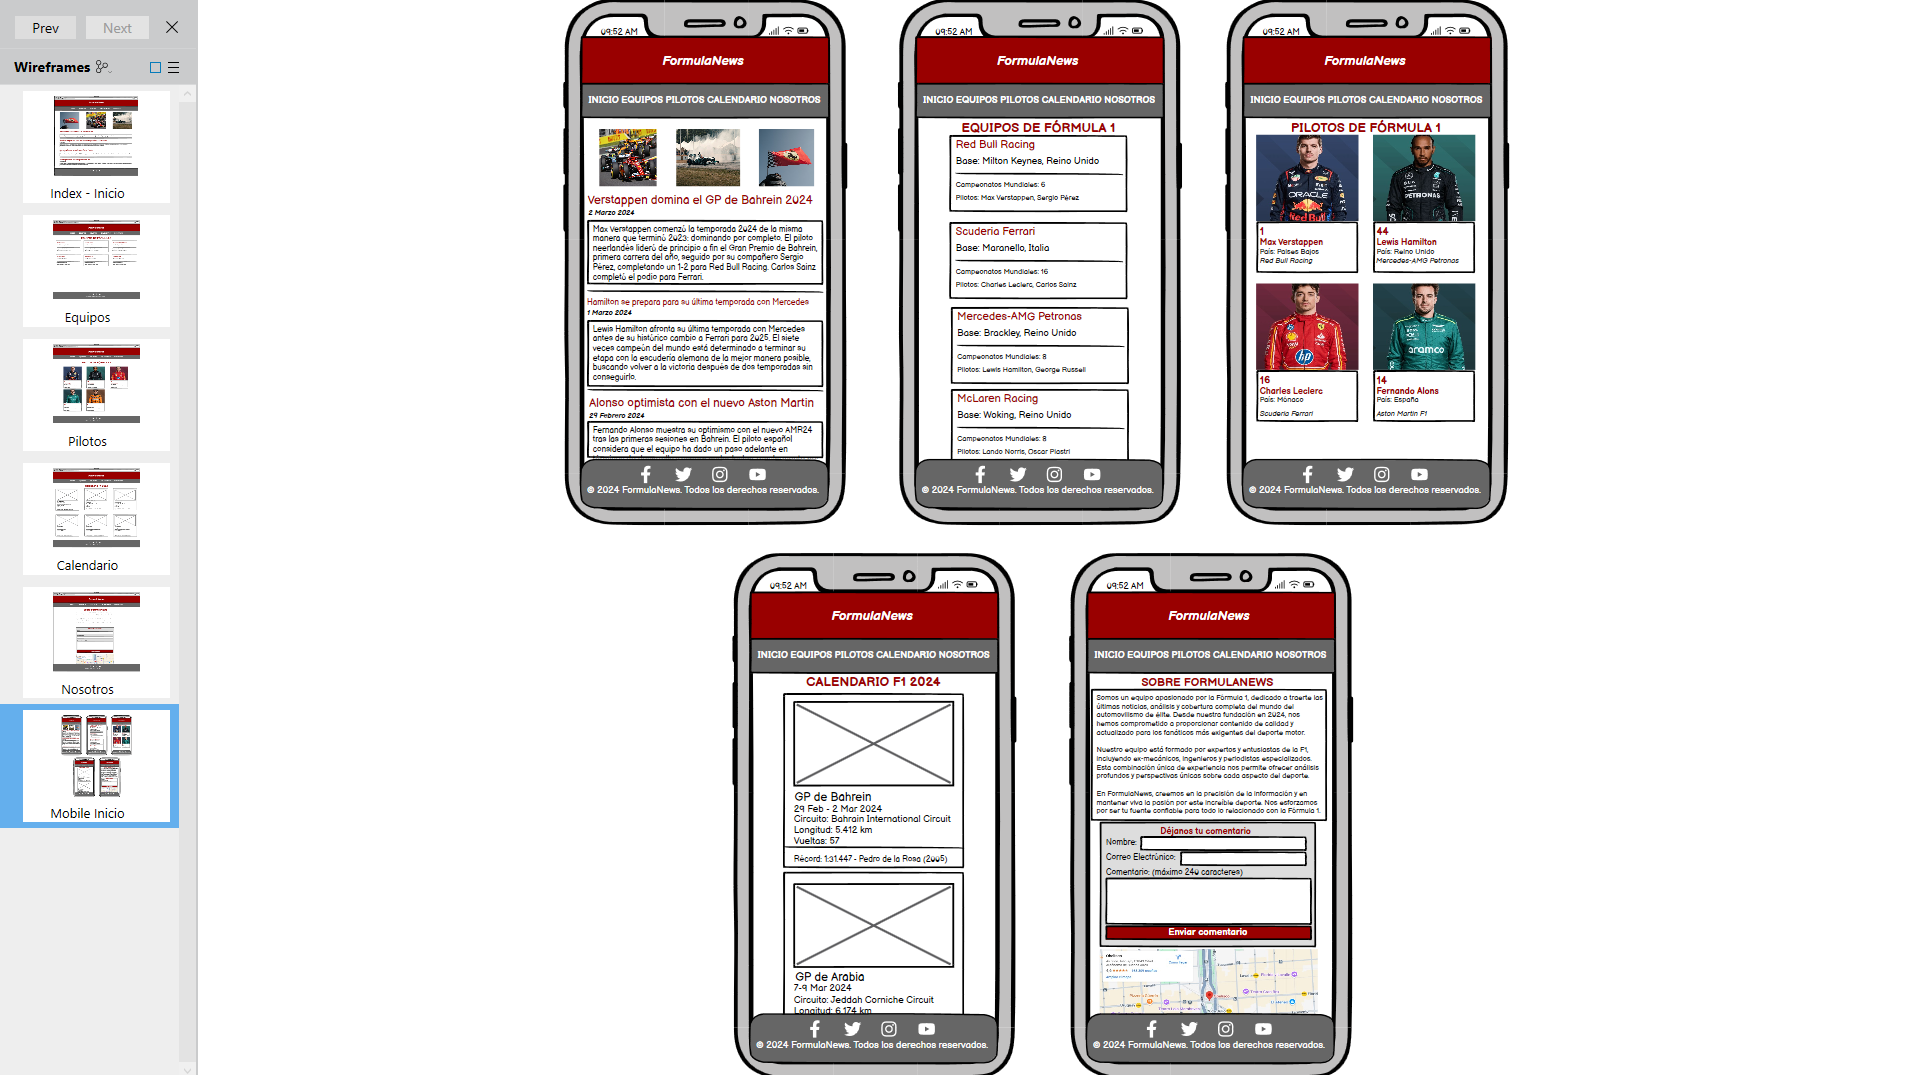 Prev
Next
Wireframes
Index - Inicio
Equipos
Pilotos
Calendario
Nosotros
Mobile Inicio
09:52 AM
FormulaNews
INICIO EQUIPOS PILOTOS CALENDARIO NOSOTROS
Verstappen domina el GP de Bahrein 2024
2 Marzo 2024
Max Verstappen comenzó la temporada 2024 de la misma
manera que terminó 2023: dominando por completo. El piloto
neerlandés lideró de principio a fin el Gran Premio de Bahrein,
primera carrera del año, seguido por su compañero Sergio
Pérez, completando un 1-2 para Red Bull Racing. Carlos Sainz
completó el podio para Ferrari.
Hamilton se prepara para su última temporada con Mercedes
1 Marzo 2024
Lewis Hamilton afronta su última temporada con Mercedes
antes de su histórico cambio a Ferrari para 2025. El siete
veces campeón del mundo está determinado a terminar su
etapa con la escudería alemana de la mejor manera posible,
buscando volver a la victoria después de dos temporadas sin
conseguirlo.
Alonso optimista con el nuevo Aston Martin
29 Febrero 2024
Fernando Alonso muestra su optimismo con el nuevo AMR24
tras las primeras sesiones en Bahrein. El piloto español
considera que el equipo ha dado un paso adelante en
© 2024 FormulaNews. Todos los derechos reservados.
09:52 AM
FormulaNews
INICIO EQUIPOS PILOTOS CALENDARIO NOSOTROS
EQUIPOS DE FÓRMULA 1
Red Bull Racing
Base: Milton Keynes, Reino Unido
Campeonatos Mundiales: 6
Pilotos: Max Verstappen, Sergio Pérez
Scuderia Ferrari
Base: Maranello, Italia
Campeonatos Mundiales: 16
Pilotos: Charles Leclerc, Carlos Sainz
Mercedes-AMG Petronas
Base: Brackley, Reino Unido
Campeonatos Mundiales: 8
Pilotos: Lewis Hamilton, George Russell
McLaren Racing
Base: Woking, Reino Unido
Campeonatos Mundiales: 8
Pilotos: Lando Norris, Oscar Piastri
© 2024 FormulaNews. Todos los derechos reservados.
09:52 AM
FormulaNews
INICIO EQUIPOS PILOTOS CALENDARIO NOSOTROS
PILOTOS DE FÓRMULA 1
ORACLE
Red Bull
PETRONAS
1
Max Verstappen
País: Países Bajos
Red Bull Racing
44
Lewis Hamilton
País: Reino Unido
Mercedes-AMG Petronas
hp
aramco
16
Charles Leclerc
País: Mónaco
Scuderia Ferrari
14
Fernando Alons
País: España
Aston Martin F1
© 2024 FormulaNews. Todos los derechos reservados.
09:52 AM
FormulaNews
INICIO EQUIPOS PILOTOS CALENDARIO NOSOTROS
CALENDARIO F1 2024
GP de Bahrein
29 Feb - 2 Mar 2024
Circuito: Bahrain International Circuit
Longitud: 5.412 km
Vueltas: 57
Récord: 1:31.447 - Pedro de la Rosa (2005)
GP de Arabia
7-9 Mar 2024
Circuito: Jeddah Corniche Circuit
Longitud: 6.174 km
© 2024 FormulaNews. Todos los derechos reservados.
09:52 AM
FormulaNews
INICIO EQUIPOS PILOTOS CALENDARIO NOSOTROS
SOBRE FORMULANEWS
Somos un equipo apasionado por la Fórmula 1, dedicado a traerte las
últimas noticias, análisis y cobertura completa del mundo del
automovilismo de élite. Desde nuestra fundación en 2024, nos
hemos comprometido a proporcionar contenido de calidad y
actualizado para los fanáticos más exigentes del deporte motor.
Nuestro equipo está formado por expertos y entusiastas de la F1,
incluyendo ex-mecánicos, ingenieros y periodistas especializados.
Esta combinación única de experiencia nos permite ofrecer análisis
profundos y perspectivas únicas sobre cada aspecto del deporte.
En FormulaNews, creemos en la precisión de la información y en
mantener viva la pasión por este increíble deporte. Nos esforzamos
por ser tu fuente confiable para todo lo relacionado con la Fórmula 1.
Déjanos tu comentario
Nombre:
Correo Electrónico:
Comentario: (máximo 240 caracteres)
Enviar comentario
Obelisco
© 2024 FormulaNews. Todos los derechos reservados.